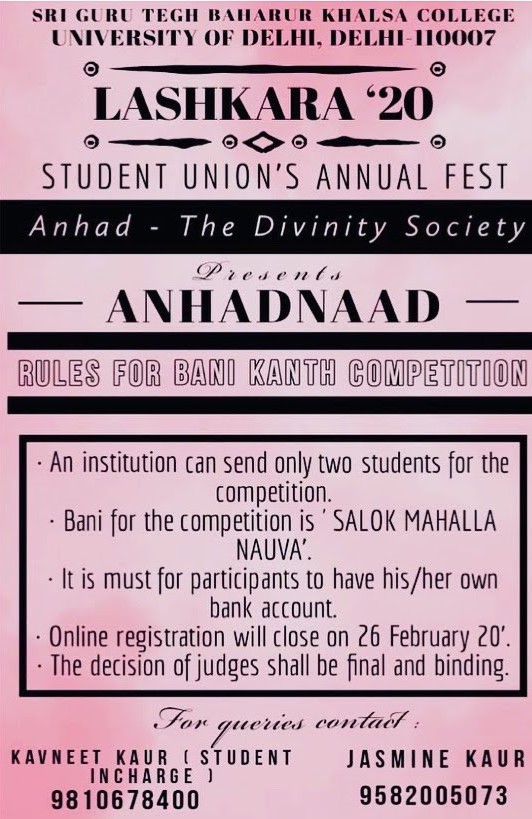 SRI GURU TEGH BAHARUR KHALSA COLLEGE
UNIVERSITY OF DELHI, DELHI-110007
LASHKARA ‘20
STUDENT UNION’S ANNUAL FEST
Anhad - The Divinity Society
Presents
ANHADNAAD
RULES FOR BANI KANTH COMPETITION
· An institution can send only two students for the
competition.
· Bani for the competition is ' SALOK MAHALLA
NAUVA'.
· It is must for participants to have his/her own
bank account.
· Online registration will close on 26 February 20'.
· The decision of judges shall be final and binding.
For queries contact :
KAVNEET KAUR ( STUDENT
INCHARGE )
9810678400
JASMINE KAUR
9582005073